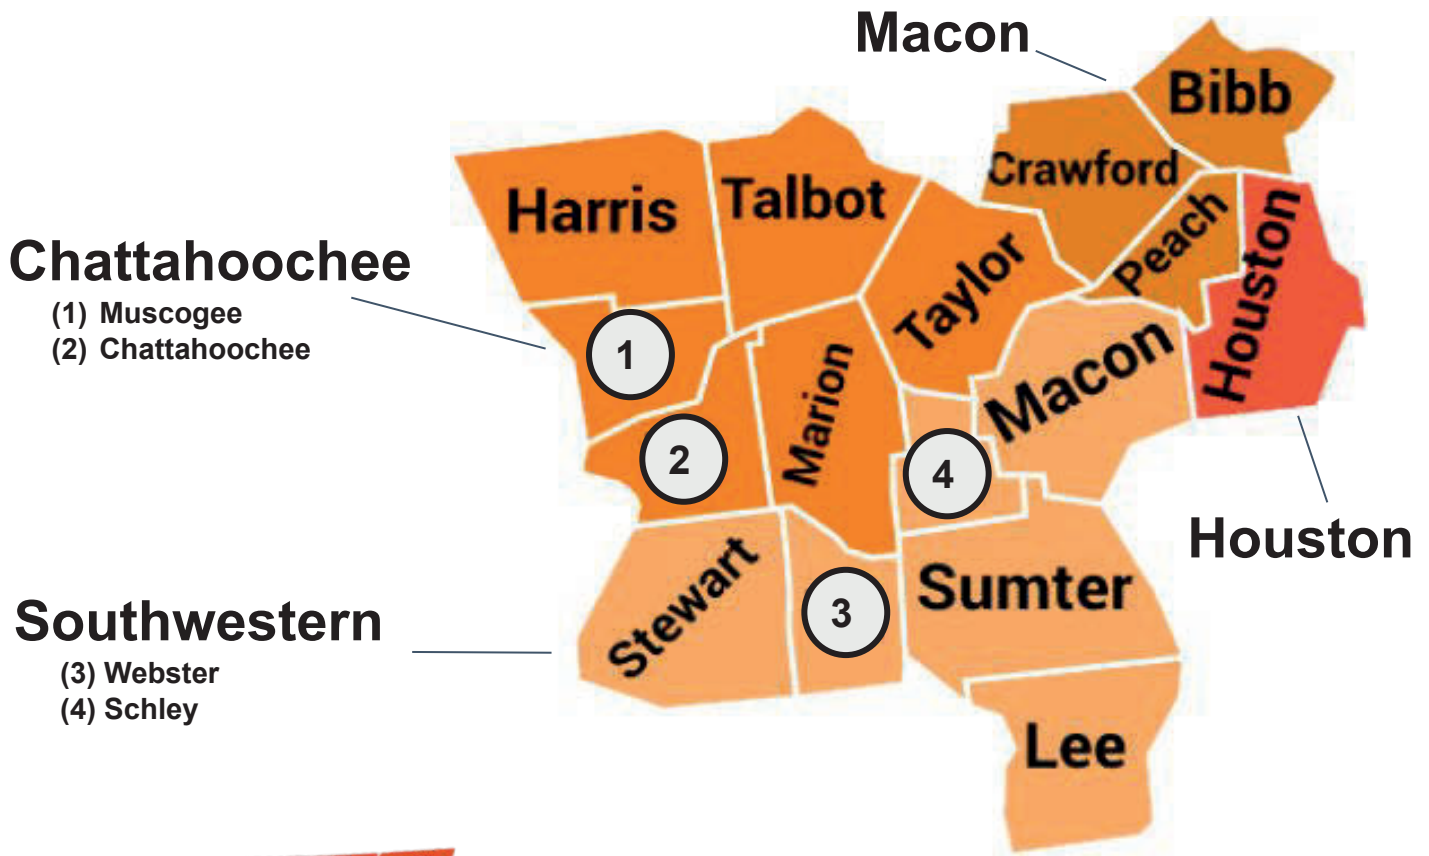 Macon
Bibb
Crawford
Harris
Talbot
Peach
Houston
Taylor
Chattahoochee
(1) Muscogee
(2) Chattahoochee
1
Macon
Marion
2
4
Houston
Stewart
Sumter
3
Southwestern
(3) Webster
(4) Schley
Lee